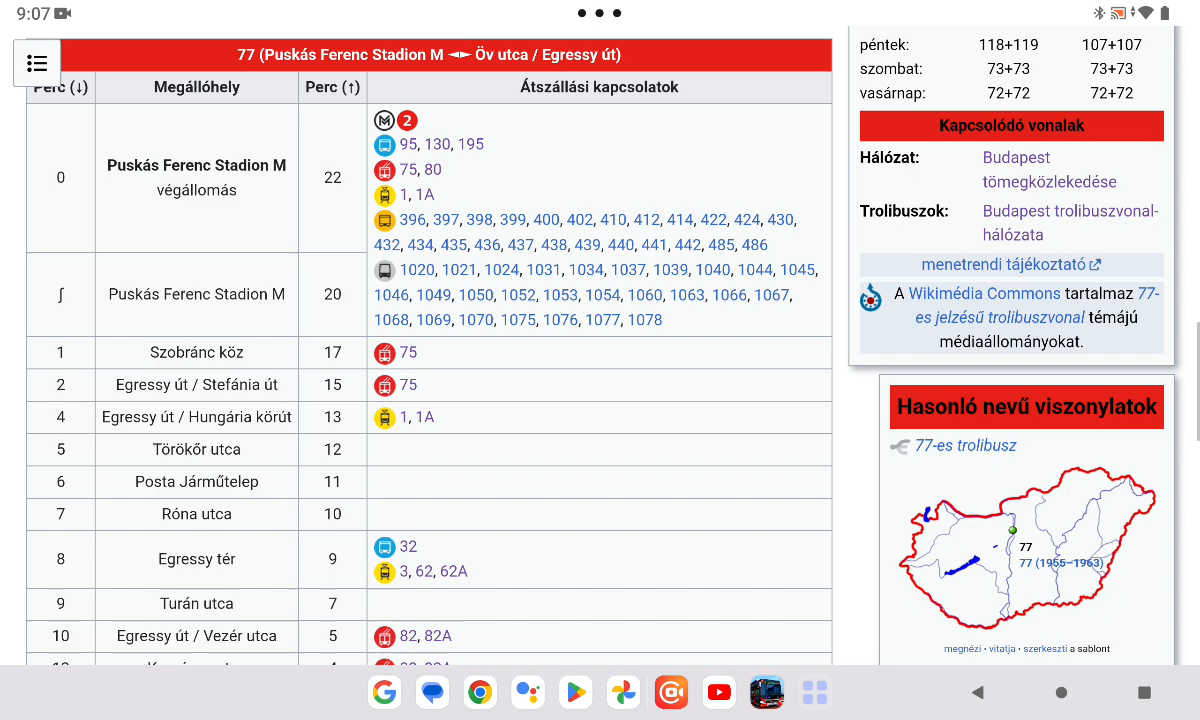 9:07
77 (Puskás Ferenc Stadion M ◄► Öv utca / Egressy út)
Perc (↓) Megállóhely Perc (↑) Átszállási kapcsolatok
0 Puskás Ferenc Stadion M végállomás 22
M 2
95, 130, 195
75, 80
1, 1A
396, 397, 398, 399, 400, 402, 410, 412, 414, 422, 424, 430,
432, 434, 435, 436, 437, 438, 439, 440, 441, 442, 485, 486
∫ Puskás Ferenc Stadion M 20
1020, 1021, 1024, 1031, 1034, 1037, 1039, 1040, 1044, 1045,
1046, 1049, 1050, 1052, 1053, 1054, 1060, 1063, 1066, 1067,
1068, 1069, 1070, 1075, 1076, 1077, 1078
1 Szobránc köz 17 75
2 Egressy út / Stefánia út 15 75
4 Egressy út / Hungária körút 13 1, 1A
5 Törökőr utca 12
6 Posta Járműtelep 11
7 Róna utca 10
8 Egressy tér 9 32
3, 62, 62A
9 Turán utca 7
10 Egressy út / Vezér utca 5 82, 82A
péntek: 118+119 107+107
szombat: 73+73 73+73
vasárnap: 72+72 72+72
Kapcsolódó vonalak
Hálózat: Budapest
tömegközlekedése
Trolibuszok: Budapest trolibuszvonal-
hálózata
menetrendi tájékoztató
A Wikimédia Commons tartalmaz 77-
es jelzésű trolibuszvonal témájú
médiaállományokat.
Hasonló nevű viszonylatok
77-es trolibusz
77
77 (1955–1963)
megnézi · vitatja · szerkeszti a sablont